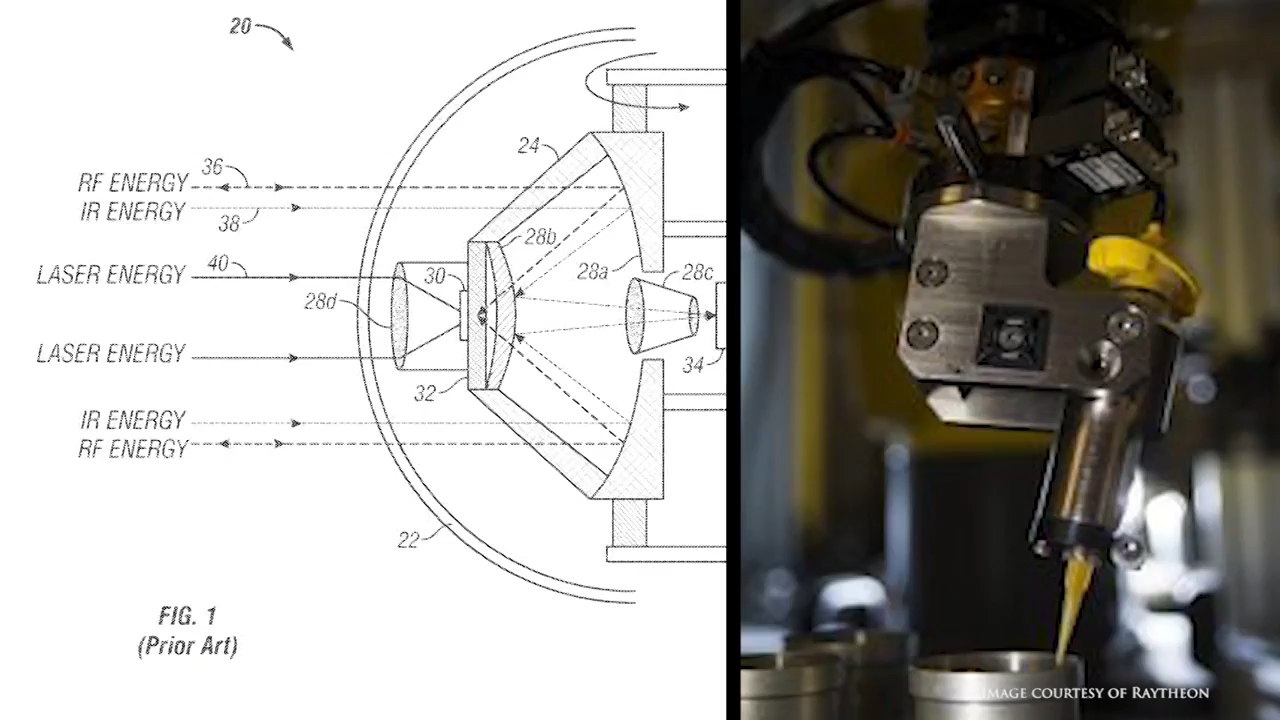 20
24
36
RF ENERGY
IR ENERGY
38
28b
28a
28c
40
LASER ENERGY
30
28d
LASER ENERGY
34
32
IR ENERGY
RF ENERGY
22
FIG. 1
(Prior Art)
IMAGE COURTESY OF RAYTHEON